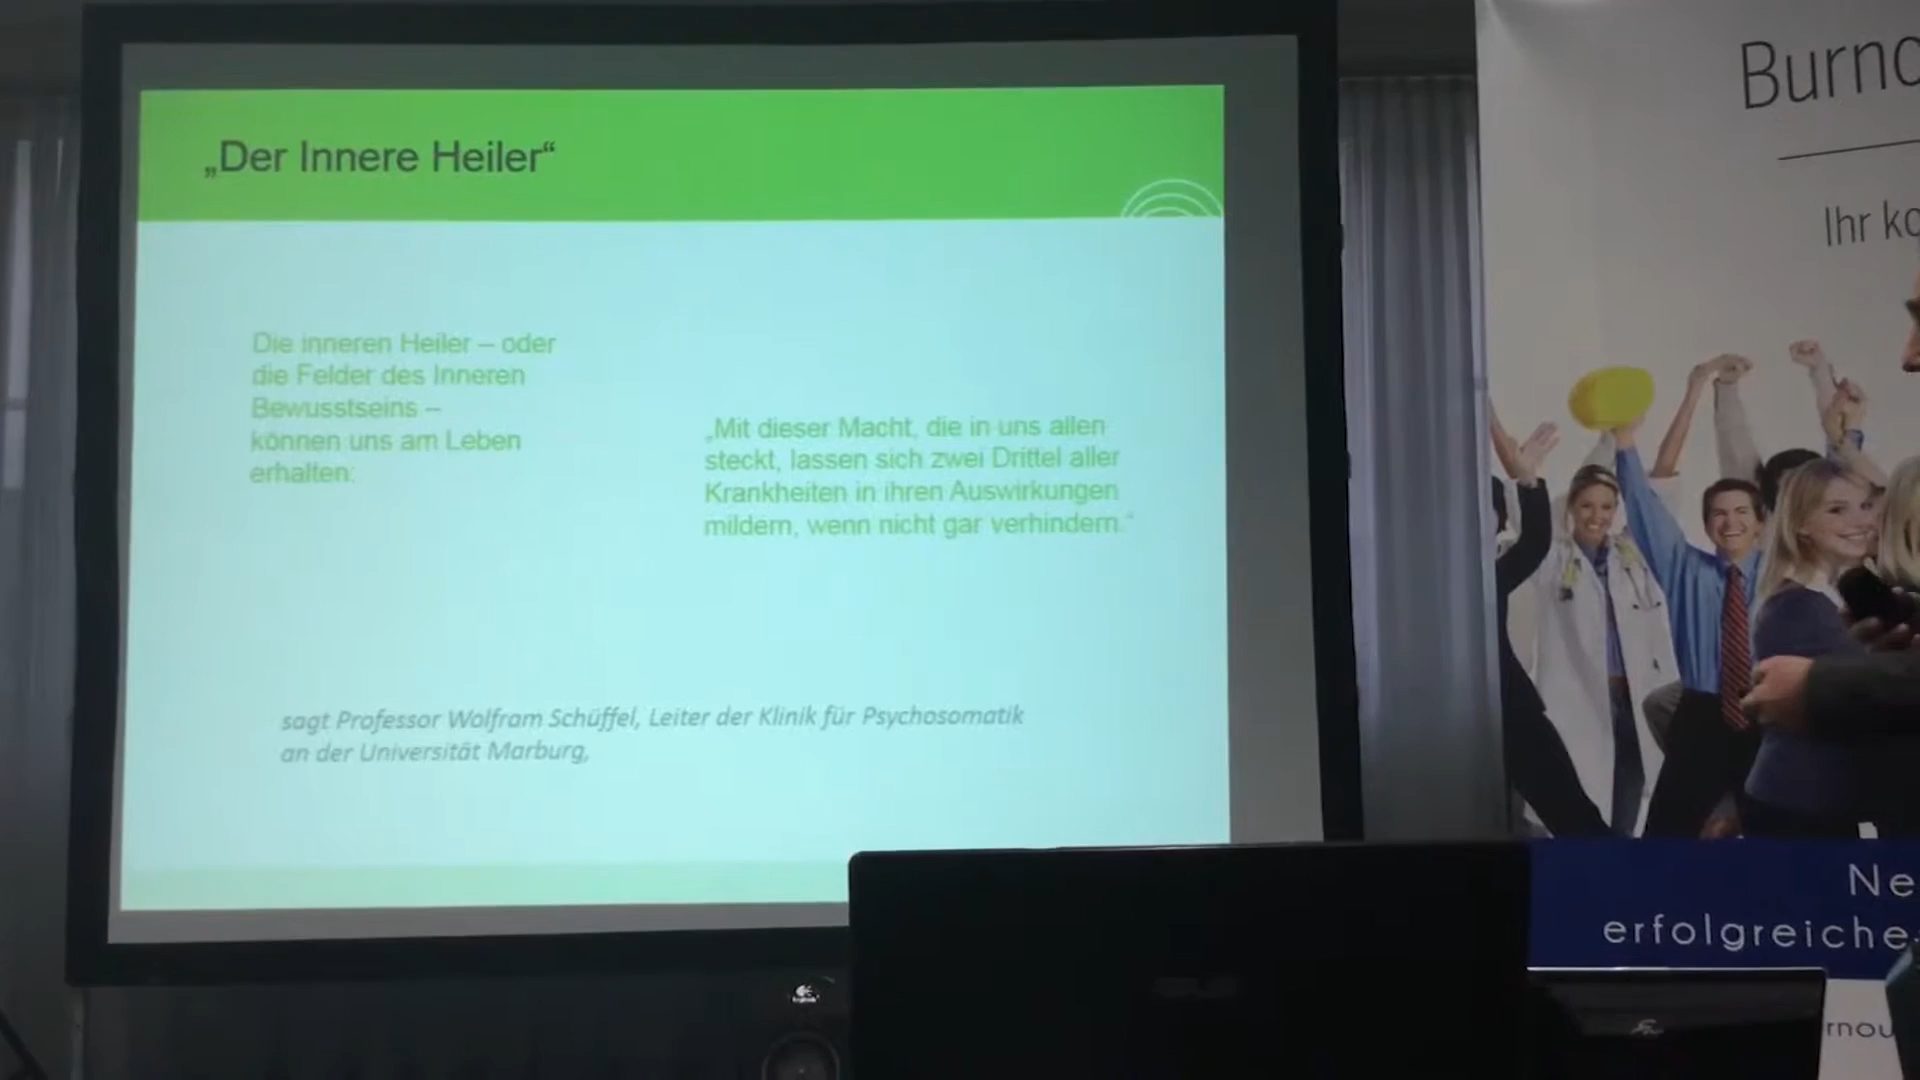 „Der Innere Heiler“
Die inneren Heiler – oder
die Felder des Inneren
Bewusstseins –
können uns am Leben
erhalten:
„Mit dieser Macht, die in uns allen
steckt, lassen sich zwei Drittel aller
Krankheiten in ihren Auswirkungen
mildern, wenn nicht gar verhindern.“
sagt Professor Wolfram Schüffel, Leiter der Klinik für Psychosomatik
an der Universität Marburg,
Burno
Ihr ko
Ne
erfolgreiche
rnou